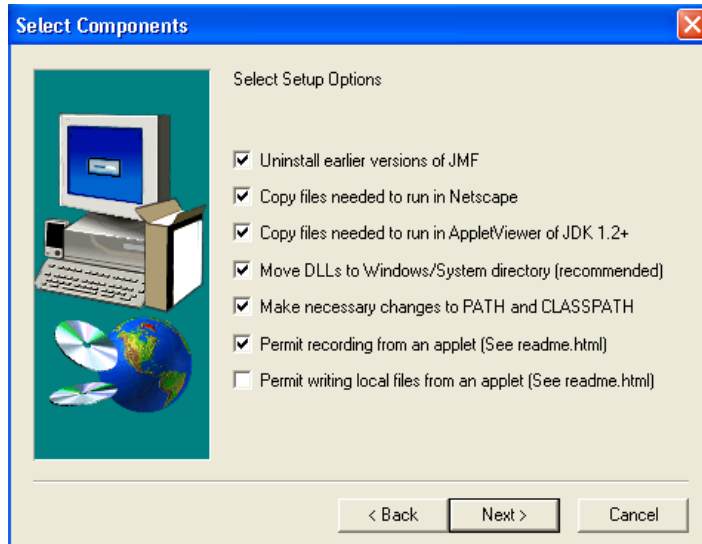 Select Components
Select Setup Options
Uninstall earlier versions of JMF
Copy files needed to run in Netscape
Copy files needed to run in AppletViewer of JDK 1.2+
Move DLLs to Windows/System directory (recommended)
Make necessary changes to PATH and CLASSPATH
Permit recording from an applet (See readme.html)
Permit writing local files from an applet (See readme.html)
< Back Next > Cancel